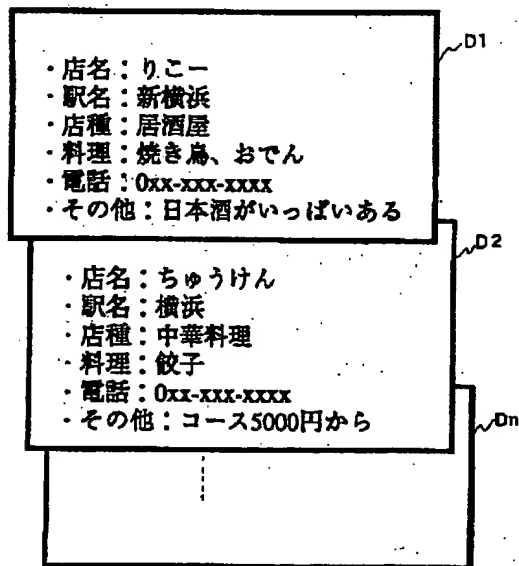 D1
・店名：りこー
・駅名：新横浜
・店種：居酒屋
・料理：焼き鳥、おでん
・電話：0xx-xxx-xxxx
・その他：日本酒がいっぱいある
D2
・店名：ちゅうけん
・駅名：横浜
・店種：中華料理
・料理：餃子
・電話：0xx-xxx-xxxx
・その他：コース5000円から
Dn